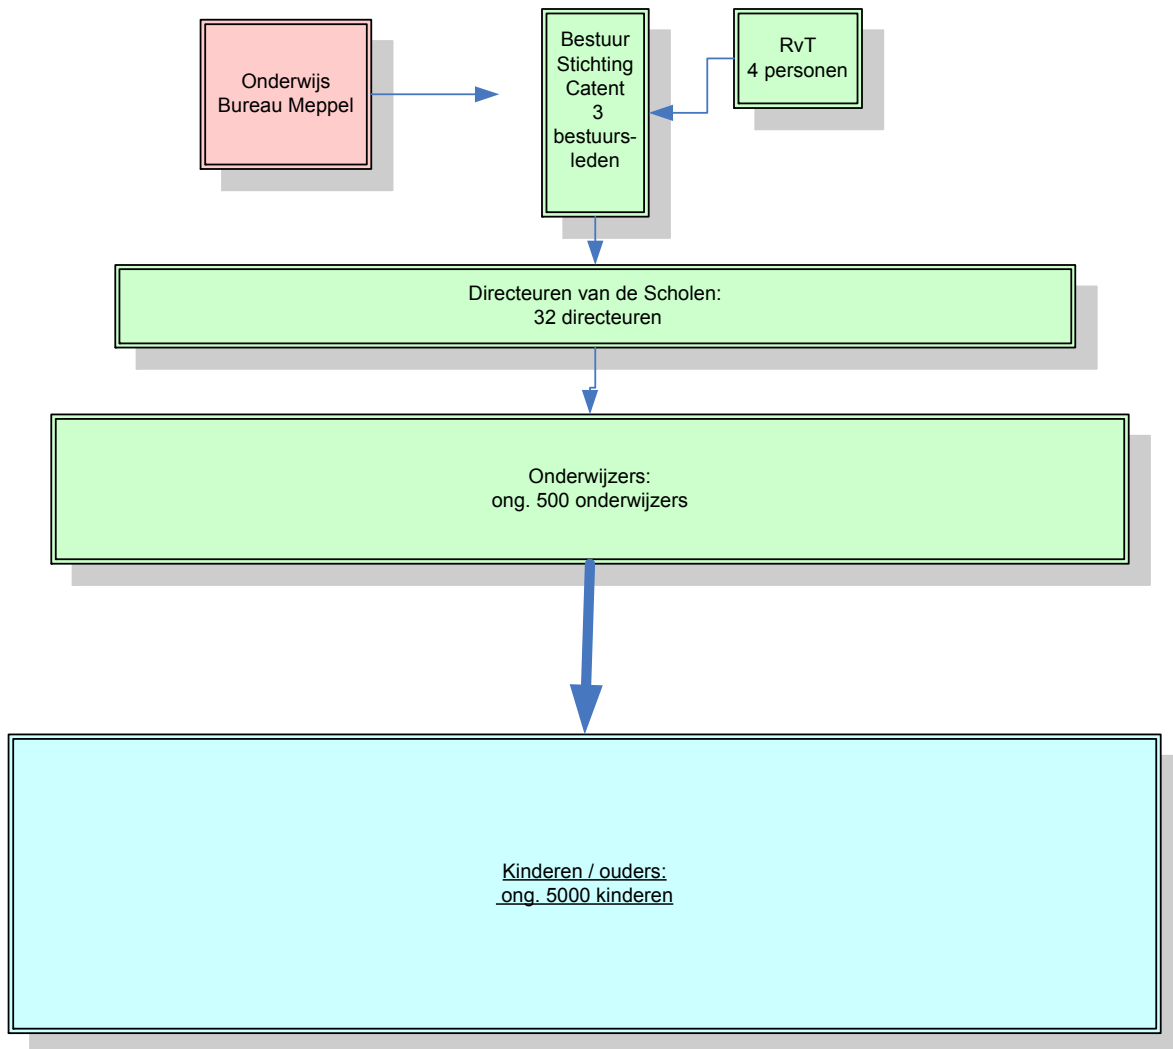 Onderwijs
Bureau Meppel
Bestuur
Stichting
Catent
3
bestuurs-
leden
RvT
4 personen
Directeuren van de Scholen:
32 directeuren
Onderwijzers:
ong. 500 onderwijzers
Kinderen / ouders:
ong. 5000 kinderen